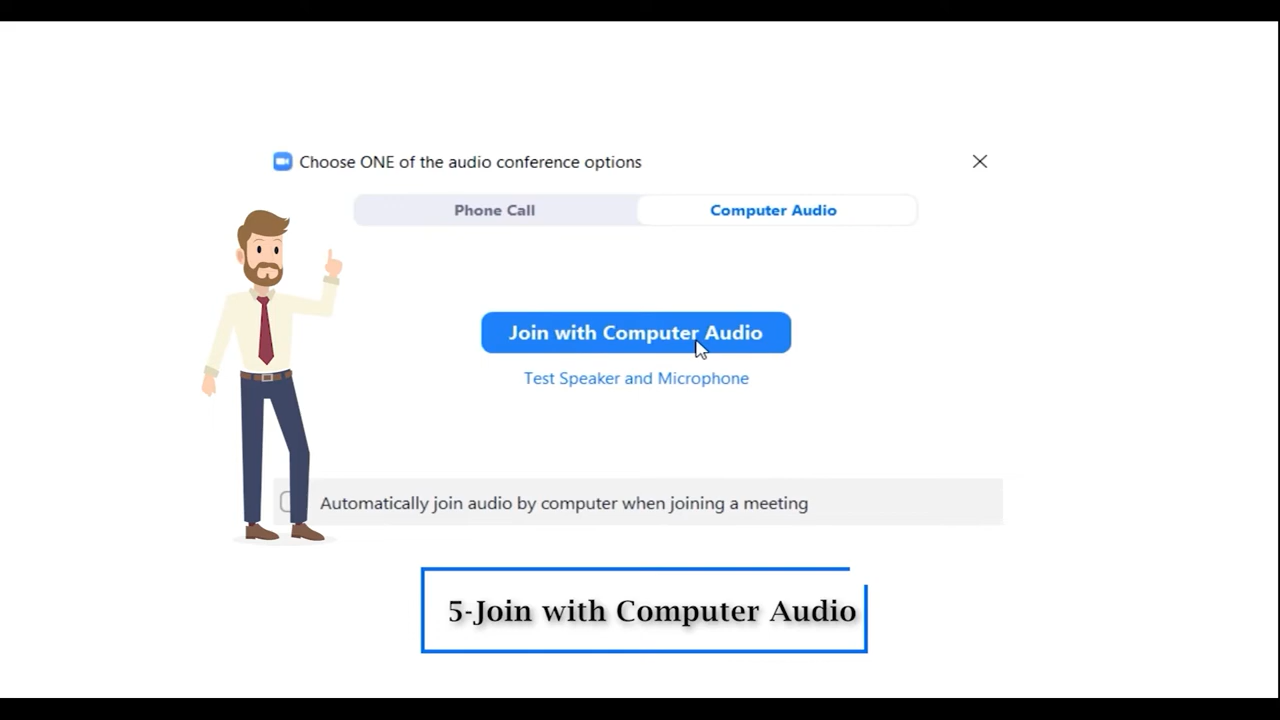 Choose ONE of the audio conference options
Phone Call
Computer Audio
Join with Computer Audio
Test Speaker and Microphone
Automatically join audio by computer when joining a meeting
5-Join with Computer Audio